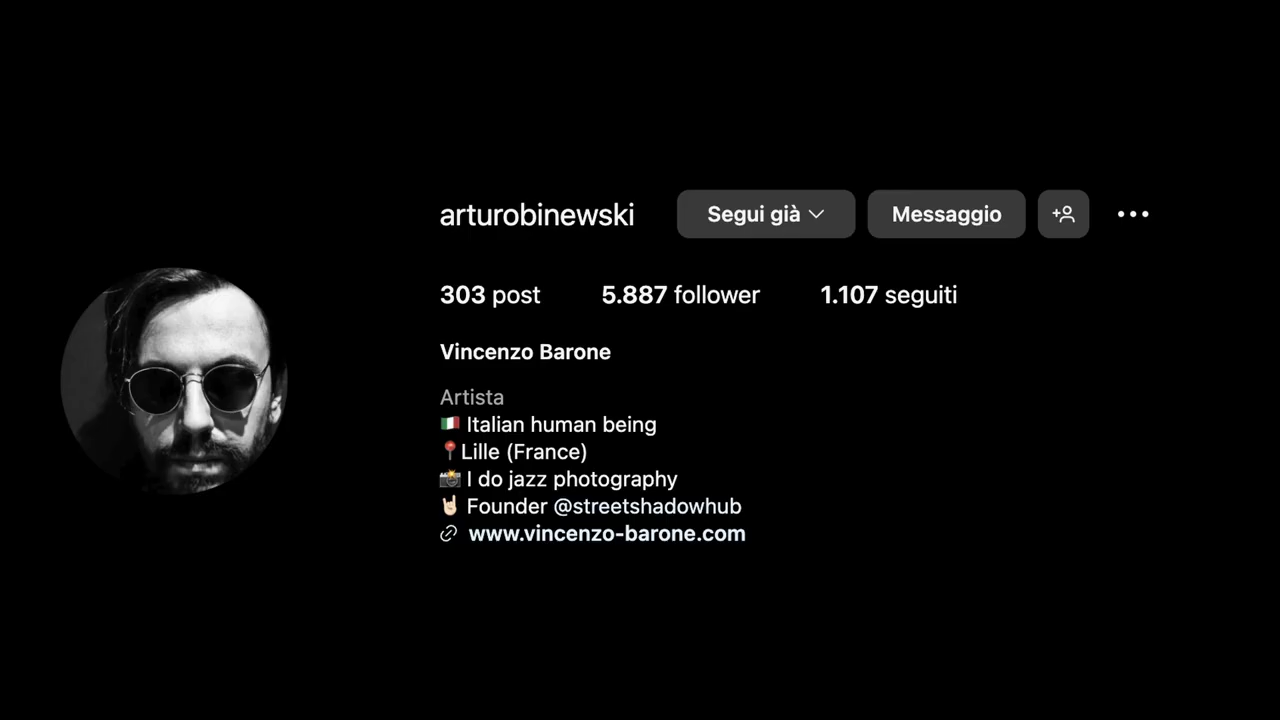 arturobinewski Segui già Messaggio
303 post 5.887 follower 1.107 seguiti
Vincenzo Barone
Artista
🇮🇹 Italian human being
📍Lille (France)
📸 I do jazz photography
🤘🏻 Founder @streetshadowhub
www.vincenzo-barone.com